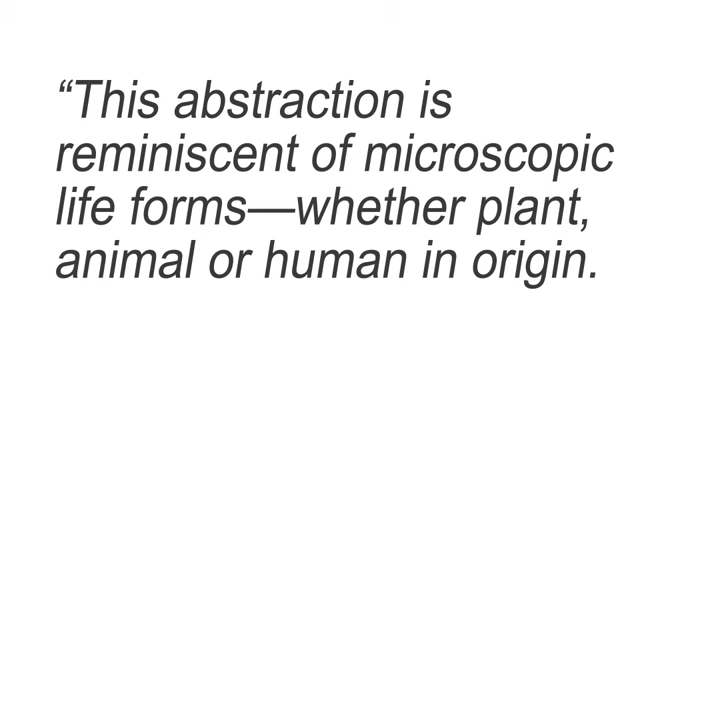 “This abstraction is
reminiscent of microscopic
life forms—whether plant,
animal or human in origin.